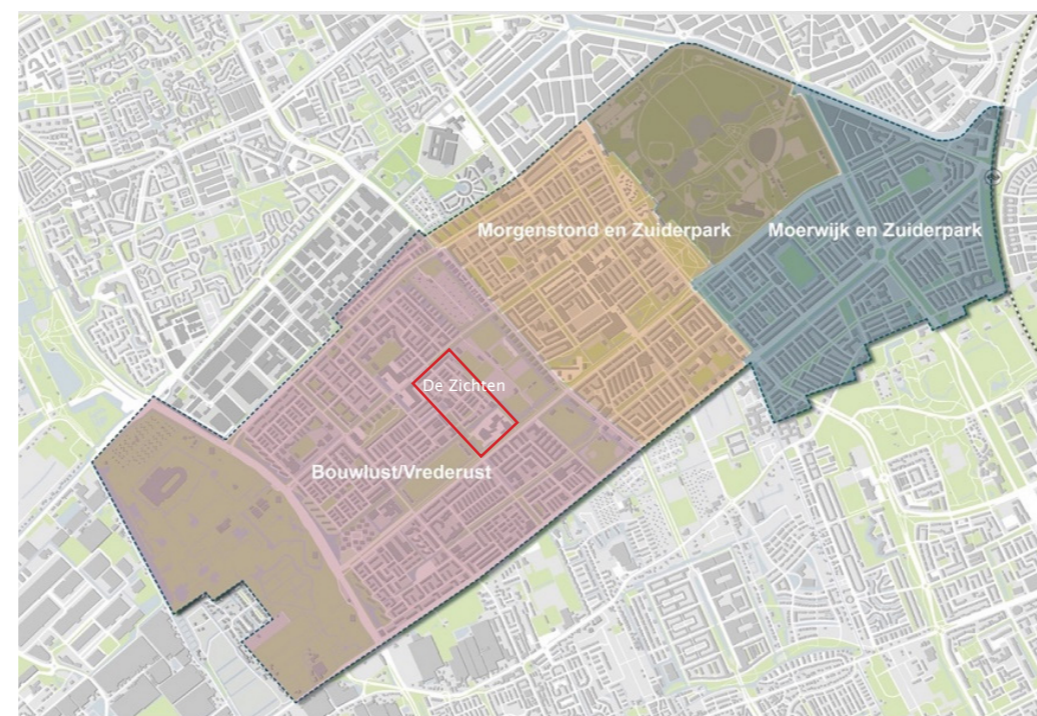 Morgenstond en Zuiderpark
Moerwijk en Zuiderpark
De Zichten
Bouwlust/Vrederust